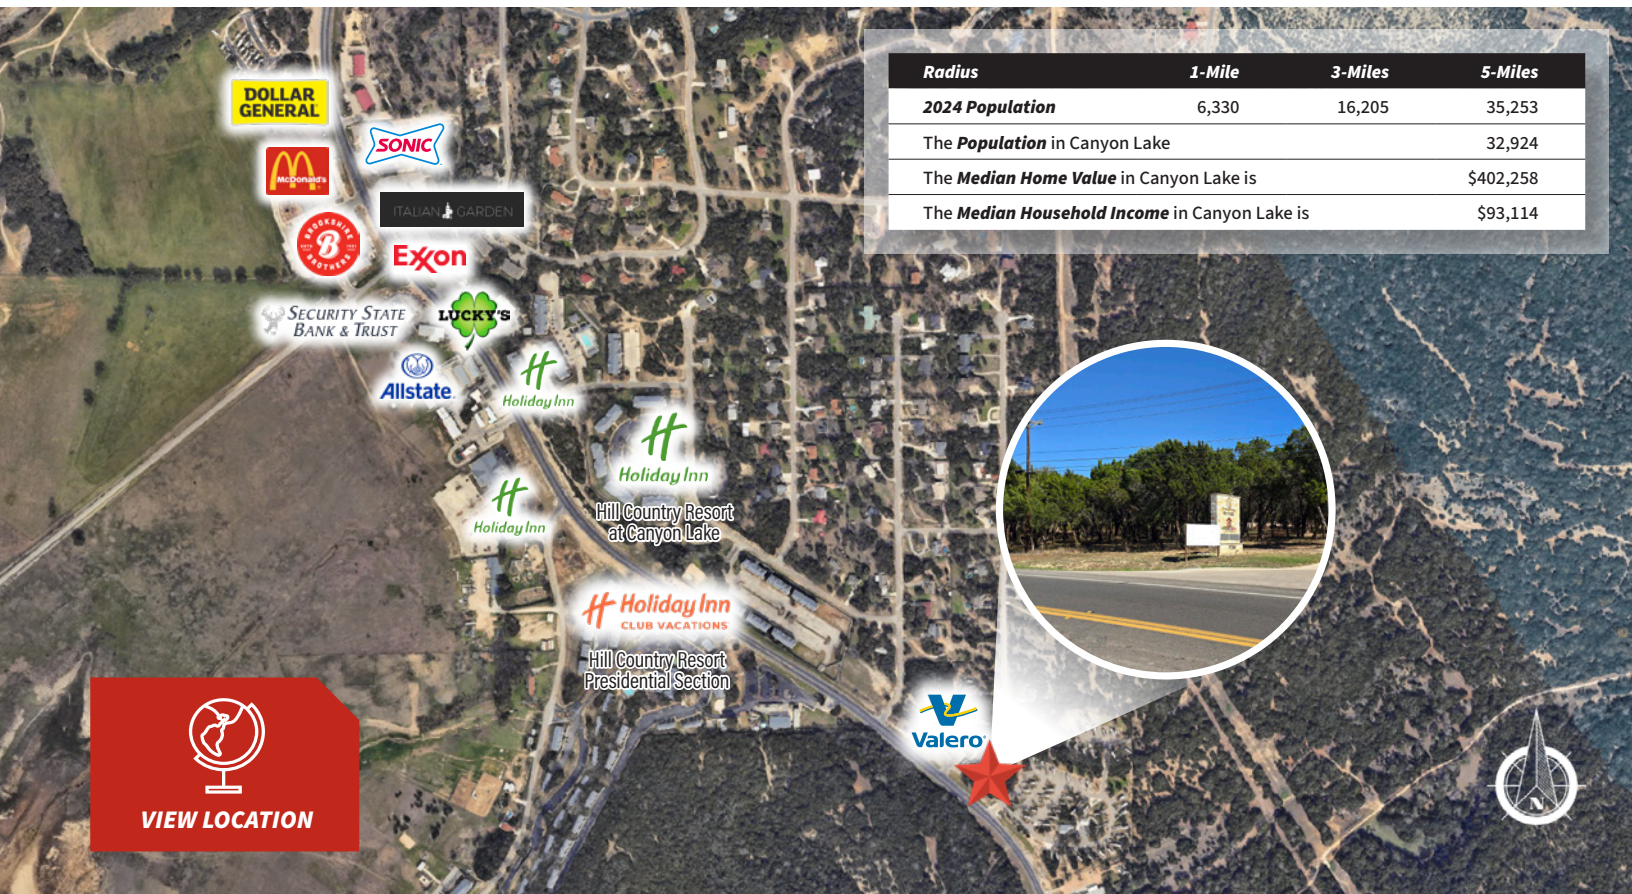 Radius 1-Mile 3-Miles 5-Miles
2024 Population 6,330 16,205 35,253
The Population in Canyon Lake 32,924
The Median Home Value in Canyon Lake is $402,258
The Median Household Income in Canyon Lake is $93,114
DOLLAR
GENERAL
SONIC
McDonald's
ITALIAN GARDEN
BROOKSHIRE
B
BROTHERS
Exxon
SECURITY STATE
BANK & TRUST
LUCKY'S
Allstate
H
Holiday Inn
H
Holiday Inn
Hill Country Resort
at Canyon Lake
H
Holiday Inn
H Holiday Inn
CLUB VACATIONS
Hill Country Resort
Presidential Section
V
Valero
VIEW LOCATION
N